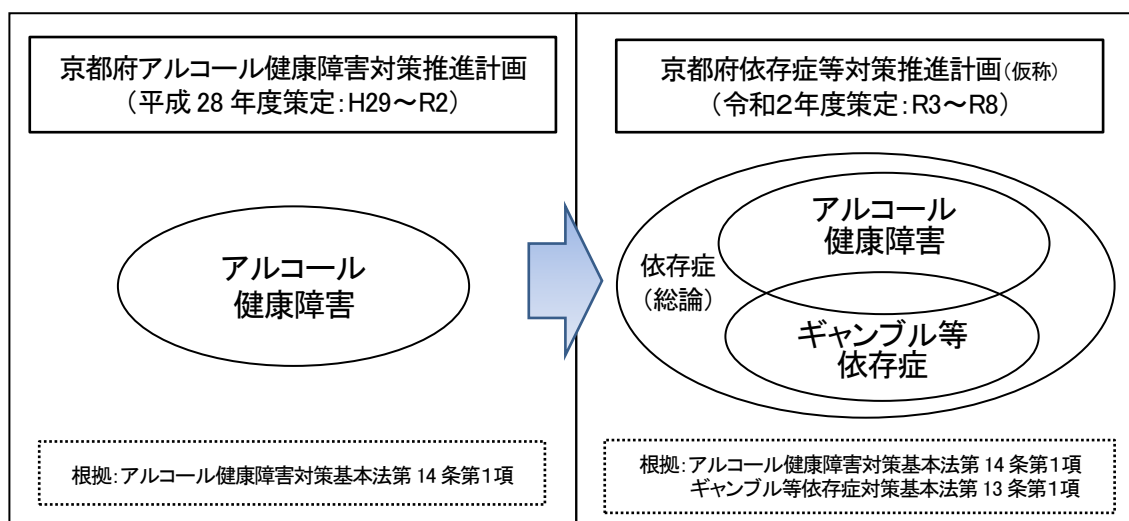 京都府アルコール健康障害対策推進計画
（平成 28 年度策定：H29～R2）
アルコール
健康障害
根拠：アルコール健康障害対策基本法第 14 条第１項
京都府依存症等対策推進計画（仮称）
（令和２年度策定：R3～R8）
アルコール
健康障害
依存症
（総論）
ギャンブル等
依存症
根拠：アルコール健康障害対策基本法第 14 条第１項
ギャンブル等依存症対策基本法第 13 条第１項